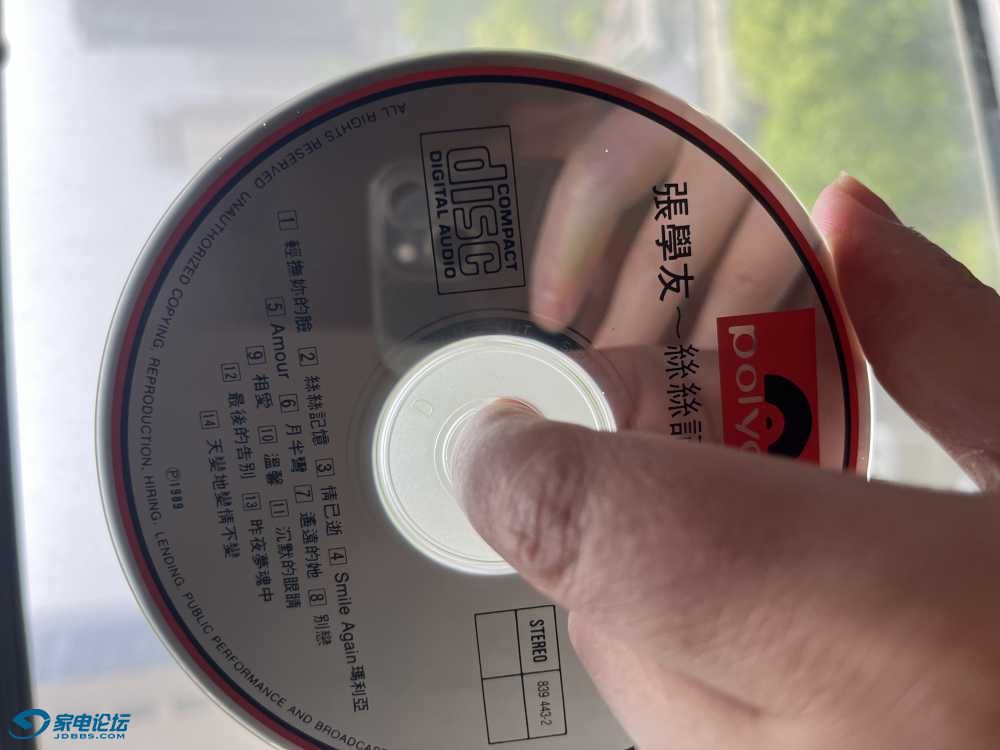 張學友～絲絲記
poly
COMPACT
disc
DIGITAL AUDIO
STEREO
839 443-2
1 輕撫妳的臉 2 絲絲記憶 3 情已逝 4 Smile Again 瑪利亞
5 Amour 6 月半彎 7 遙遠的她 8 別戀
9 相愛 10 溫馨 11 沉默的眼睛
12 最後的告別 13 昨夜夢魂中
14 天變地變情不變
Ⓟ1989
ALL RIGHTS RESERVED. UNAUTHORIZED COPYING, REPRODUCTION, HIRING, LENDING, PUBLIC PERFORMANCE AND BROADCAS
D
家电论坛
JDBBS.COM